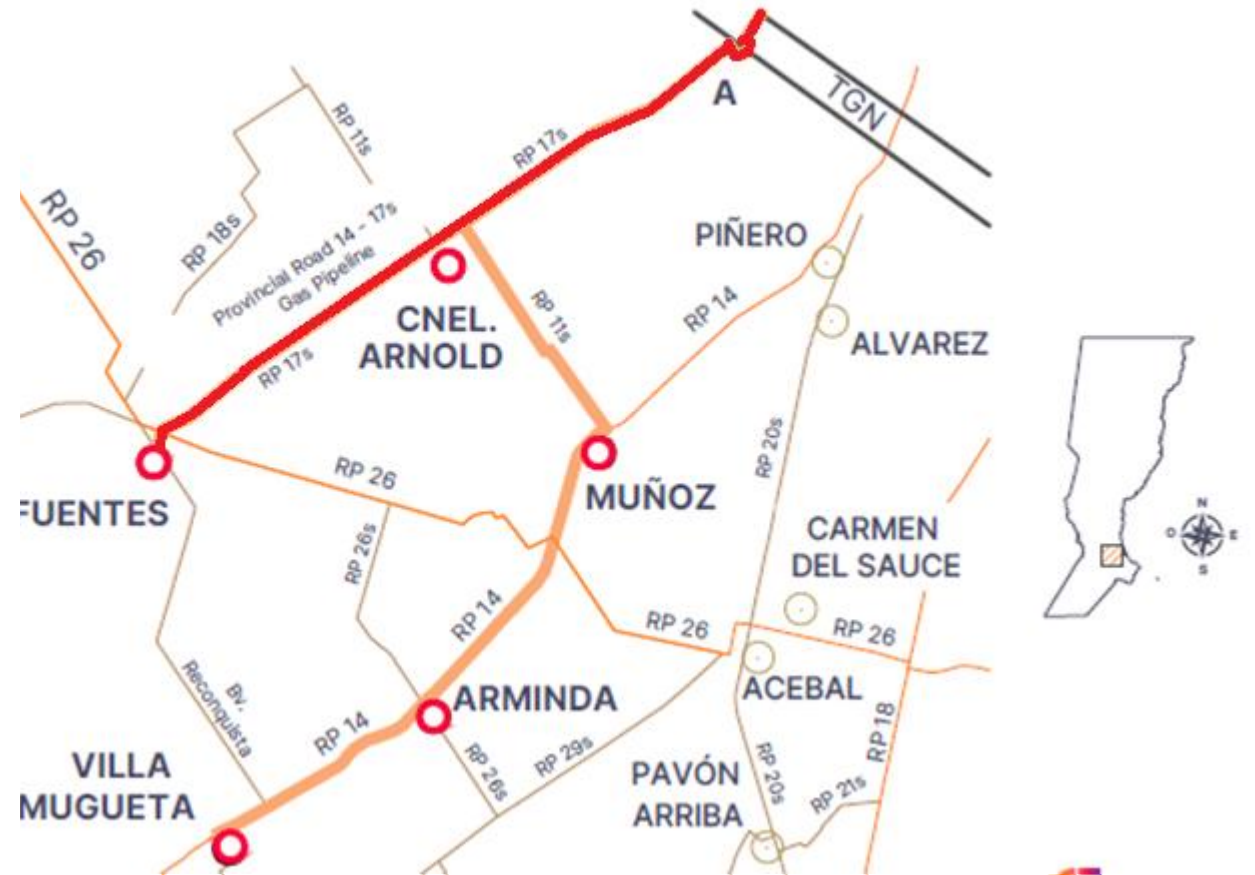 A
TGN
RP 11s
RP 17s
RP 26
RP 18s
Provincial Road 14 - 17s
Gas Pipeline
PIÑERO
CNEL.
ARNOLD
RP 11s
RP 14
ALVAREZ
RP 17s
RP 20s
RP 26
FUENTES
MUÑOZ
CARMEN
DEL SAUCE
N
O
E
S
RP 26s
RP 14
RP 26
RP 26
ACEBAL
Bv.
Reconquista
ARMINDA
RP 14
RP 18
VILLA
MUGUETA
RP 26s
RP 29s
PAVÓN
ARRIBA
RP 20s
RP 21s